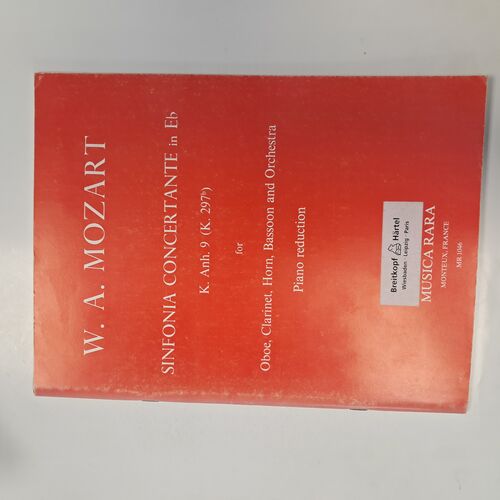 W. A. MOZART
SINFONIA CONCERTANTE in E♭
K. Anh. 9 (K. 297ᵇ)
for
Oboe, Clarinet, Horn, Bassoon and Orchestra
Piano reduction
Breitkopf Härtel
Wiesbaden · Leipzig · Paris
MUSICA RARA
MONTEUX, FRANCE
MR 1046